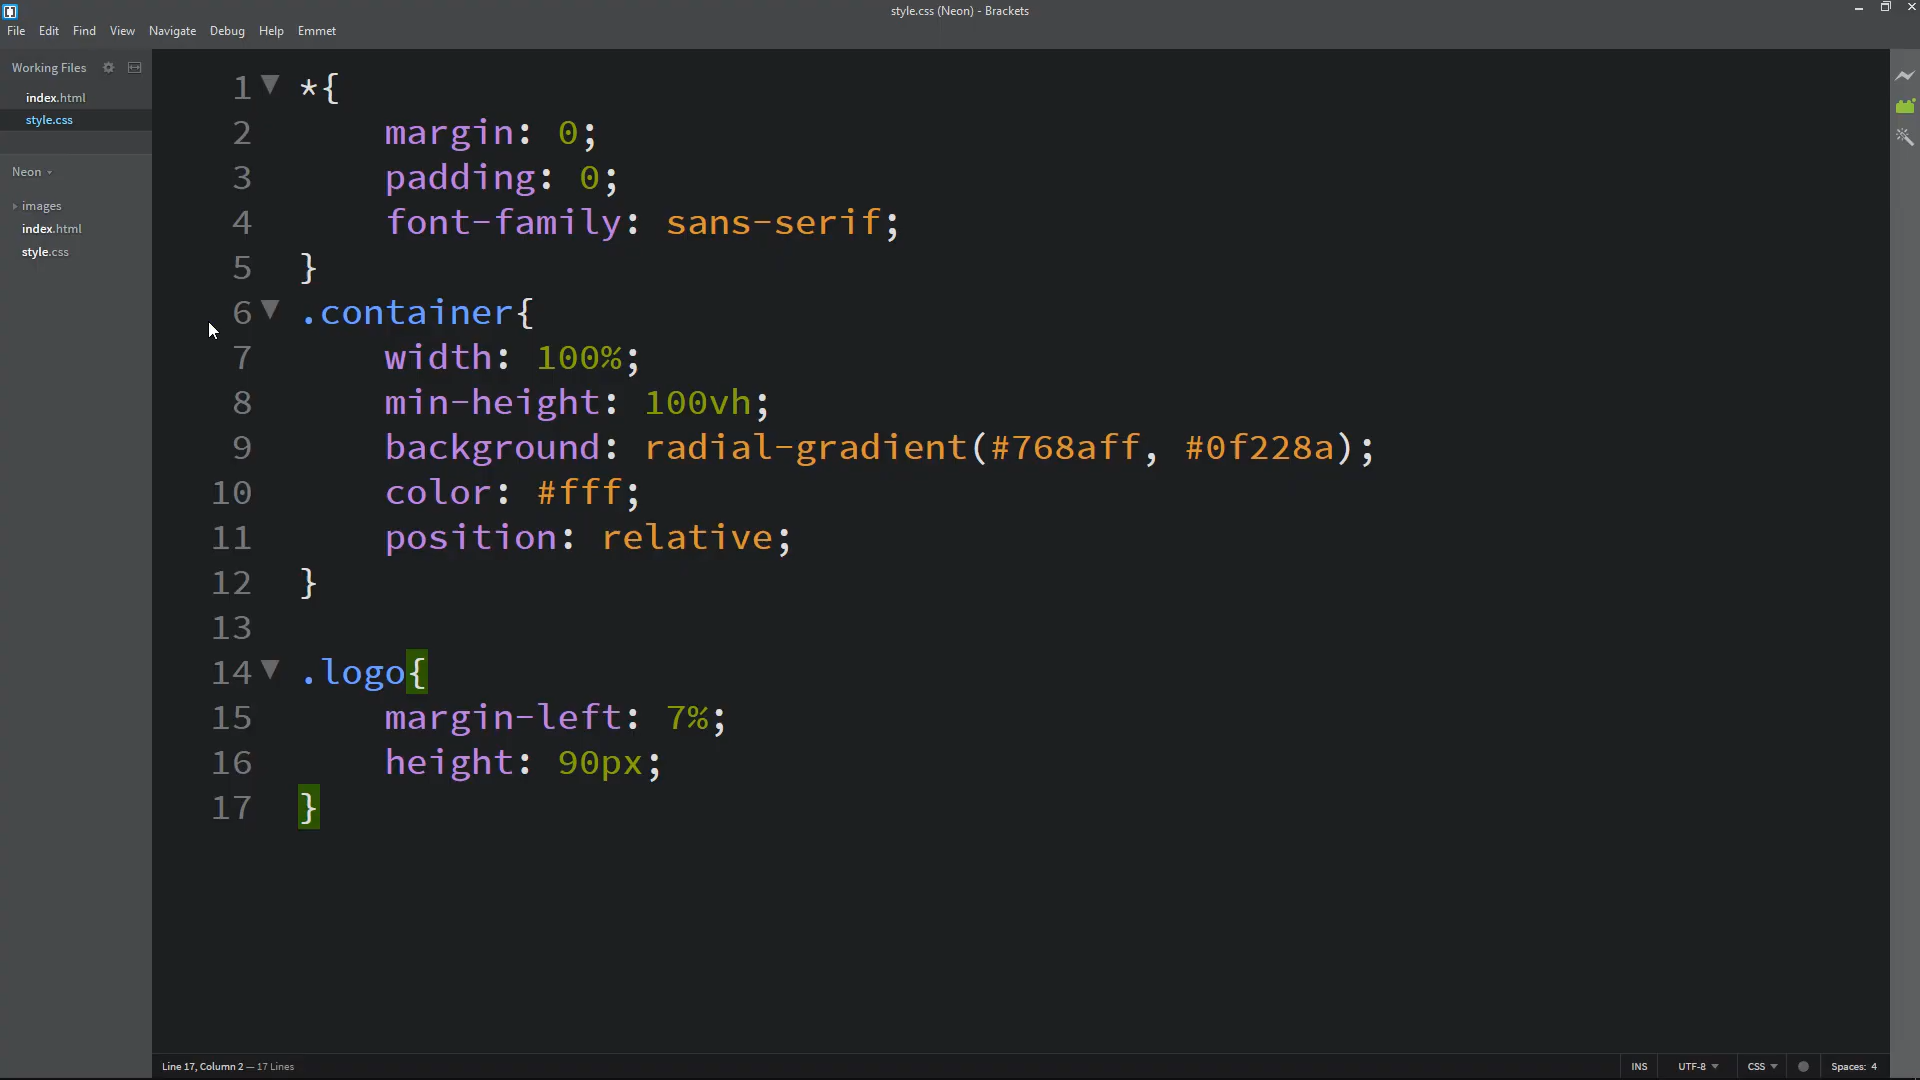 style.css (Neon) - Brackets
File Edit Find View Navigate Debug Help Emmet
Working Files
index.html
style.css
Neon
images
index.html
style.css
1 *{
2     margin: 0;
3     padding: 0;
4     font-family: sans-serif;
5 }
6 .container{
7     width: 100%;
8     min-height: 100vh;
9     background: radial-gradient(#768aff, #0f228a);
10     color: #fff;
11     position: relative;
12 }
13
14 .logo{
15     margin-left: 7%;
16     height: 90px;
17 }
Line 17, Column 2 — 17 Lines INS UTF-8 CSS Spaces: 4